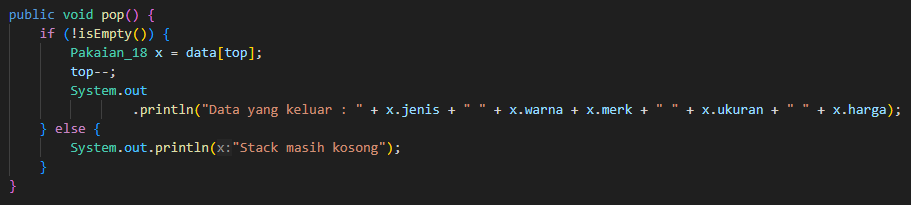 public void pop() {
if (!isEmpty()) {
Pakaian_18 x = data[top];
top--;
System.out
.println("Data yang keluar : " + x.jenis + " " + x.warna + x.merk + " " + x.ukuran + " " + x.harga);
} else {
System.out.println(x:"Stack masih kosong");
}
}